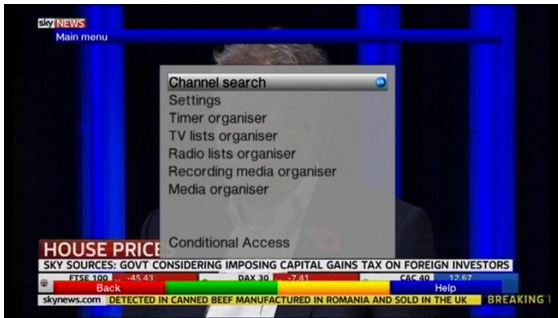 sky NEWS
Main menu
Channel search
Settings
Timer organiser
TV lists organiser
Radio lists organiser
Recording media organiser
Media organiser
Conditional Access
HOUSE PRICE
SKY SOURCES: GOVT CONSIDERING IMPOSING CAPITAL GAINS TAX ON FOREIGN INVESTORS
FTSE 100 -45.43 DAX 30 -7.41 CAC 40 12.67
Back Help
skynews.com DETECTED IN CANNED BEEF MANUFACTURED IN ROMANIA AND SOLD IN THE UK BREAKING